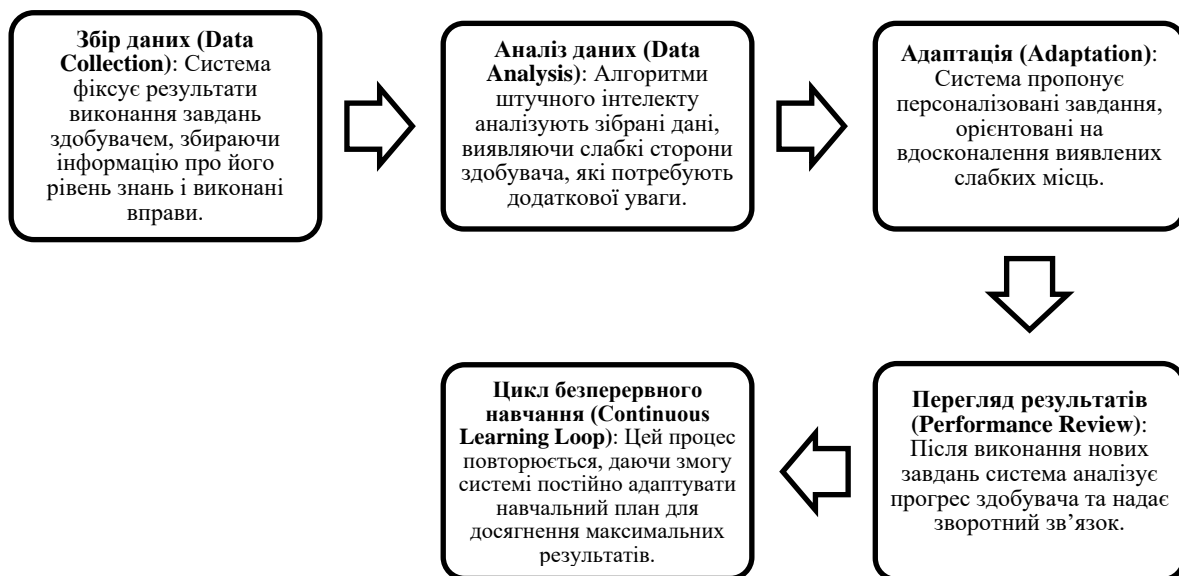 Збір даних (Data
Collection): Система
фіксує результати
виконання завдань
здобувачем, збираючи
інформацію про його
рівень знань і виконані
вправи.
Аналіз даних (Data
Analysis): Алгоритми
штучного інтелекту
аналізують зібрані дані,
виявляючи слабкі сторони
здобувача, які потребують
додаткової уваги.
Адаптація (Adaptation):
Система пропонує
персоналізовані завдання,
орієнтовані на
вдосконалення виявлених
слабких місць.
Перегляд результатів
(Performance Review):
Після виконання нових
завдань система аналізує
прогрес здобувача та надає
зворотний зв’язок.
Цикл безперервного
навчання (Continuous
Learning Loop): Цей процес
повторюється, даючи змогу
системі постійно адаптувати
навчальний план для
досягнення максимальних
результатів.